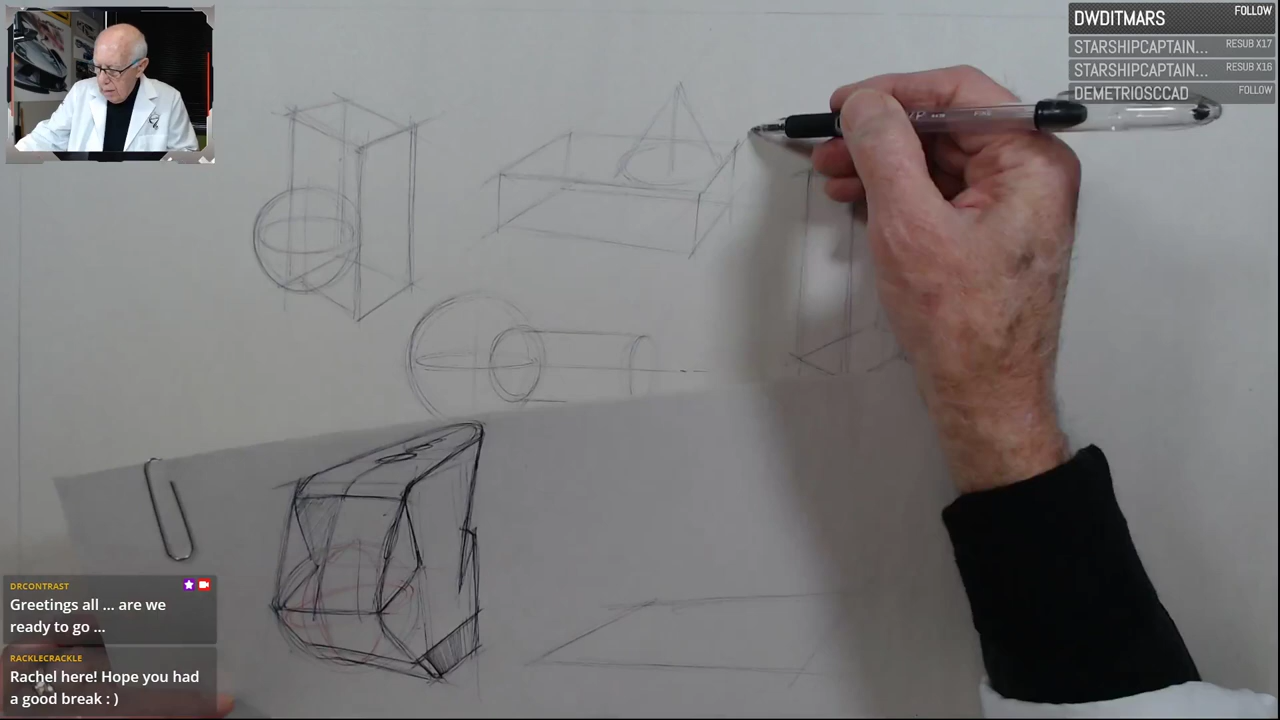 DWDITMARS FOLLOW
STARSHIPCAPTAIN... RESUB X17
STARSHIPCAPTAIN... RESUB X16
DEMETRIOSCCAD FOLLOW
DRCONTRAST
Greetings all ... are we
ready to go ...
RACKLECRACKLE
Rachel here! Hope you had
a good break : )